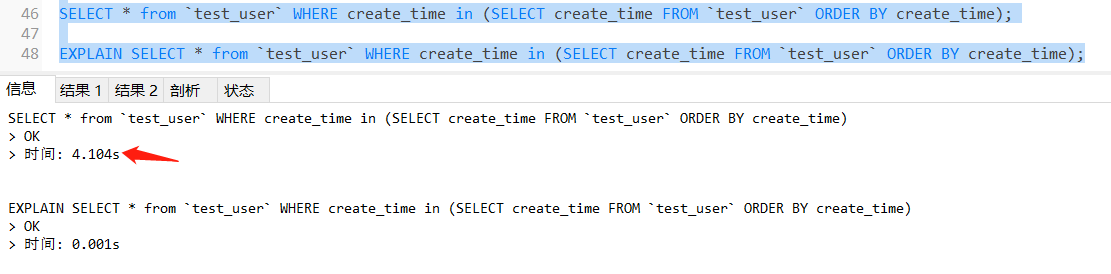 46 SELECT * from `test_user` WHERE create_time in (SELECT create_time FROM `test_user` ORDER BY create_time);
47
48 EXPLAIN SELECT * from `test_user` WHERE create_time in (SELECT create_time FROM `test_user` ORDER BY create_time);
信息 结果 1 结果 2 剖析 状态
SELECT * from `test_user` WHERE create_time in (SELECT create_time FROM `test_user` ORDER BY create_time)
> OK
> 时间: 4.104s
EXPLAIN SELECT * from `test_user` WHERE create_time in (SELECT create_time FROM `test_user` ORDER BY create_time)
> OK
> 时间: 0.001s